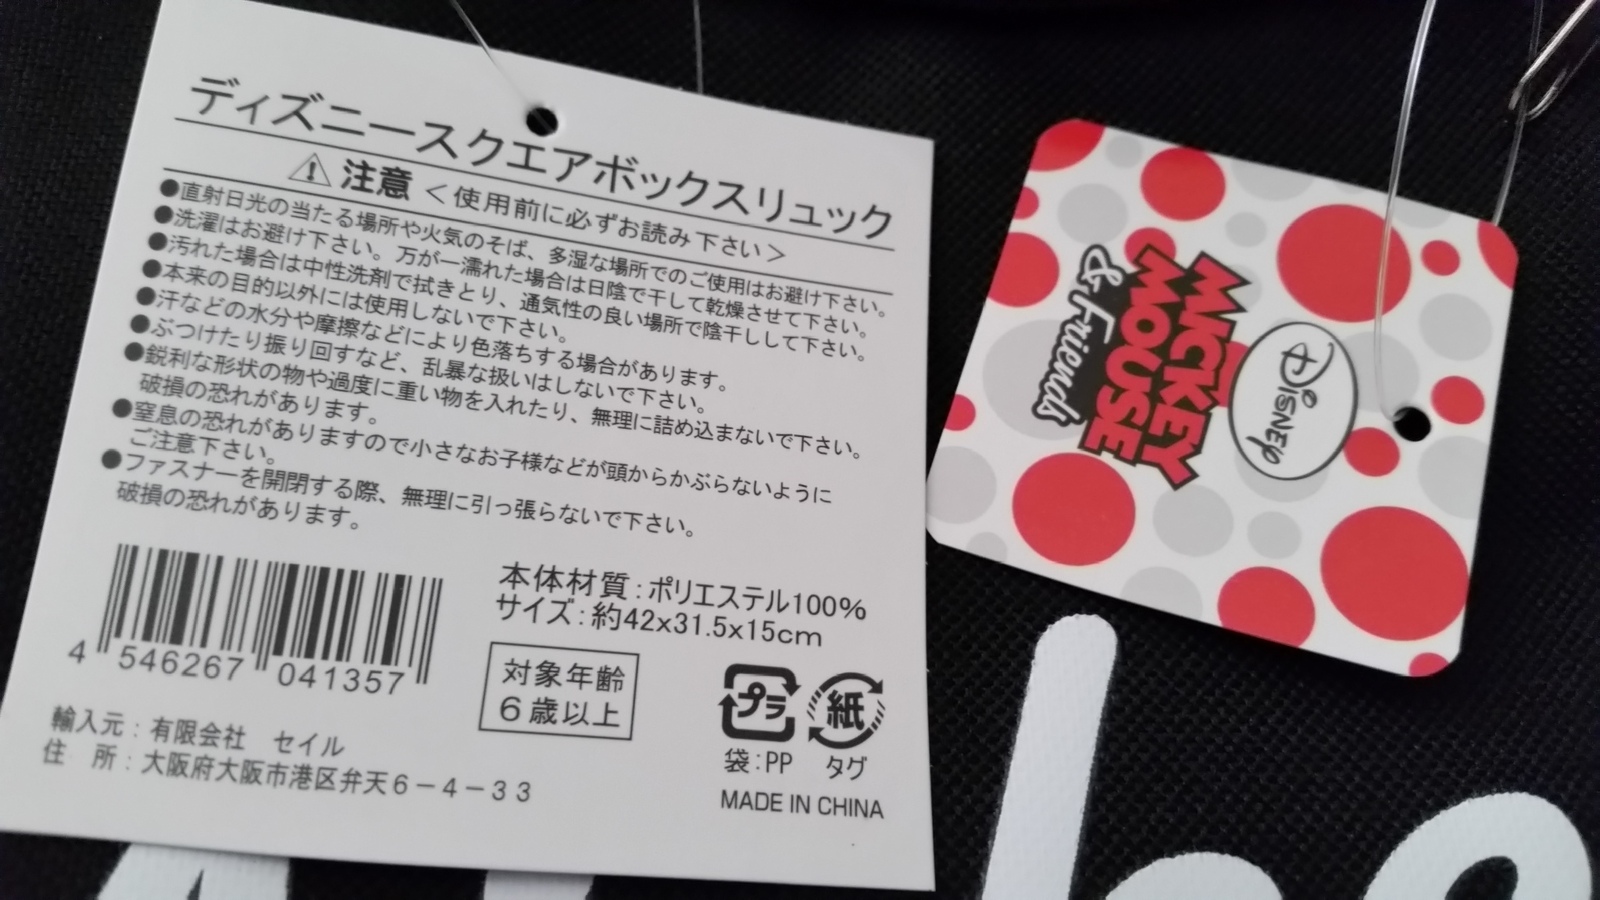 ディズニースクエアボックスリュック
注意 <使用前に必ずお読み下さい>
●直射日光の当たる場所や火気のそば、多湿な場所でのご使用はお避け下さい。
●洗濯はお避け下さい。万が一濡れた場合は日陰で干して乾燥させて下さい。
●汚れた場合は中性洗剤で拭きとり、通気性の良い場所で陰干しして下さい。
●本来の目的以外には使用しないで下さい。
●汗などの水分や摩擦などにより色落ちする場合があります。
●ぶつけたり振り回すなど、乱暴な扱いはしないで下さい。
●鋭利な形状の物や過度に重い物を入れたり、無理に詰め込まないで下さい。
破損の恐れがあります。
●窒息の恐れがありますので小さなお子様などが頭からかぶらないように
ご注意下さい。
●ファスナーを開閉する際、無理に引っ張らないで下さい。
破損の恐れがあります。
4 546267 041357
本体材質:ポリエステル100%
サイズ:約42x31.5x15cm
対象年齢
6歳以上
プラ 紙
袋:PP タグ
MADE IN CHINA
輸入元:有限会社 セイル
住 所:大阪府大阪市港区弁天6-4-33
Disney
MICKEY
MOUSE
& Friends